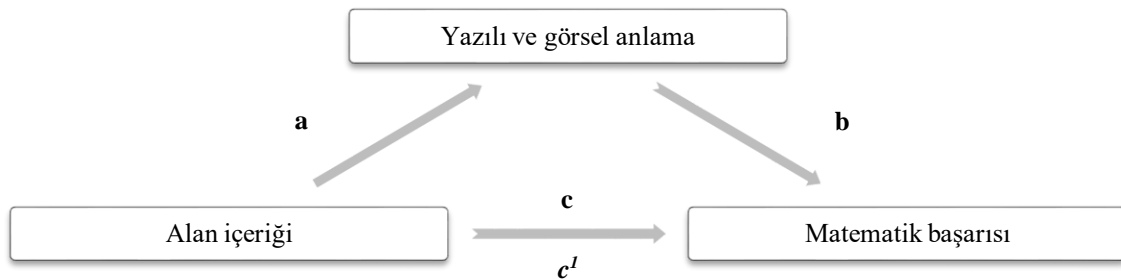 Yazılı ve görsel anlama
a
b
c
Alan içeriği
Matematik başarısı
c¹